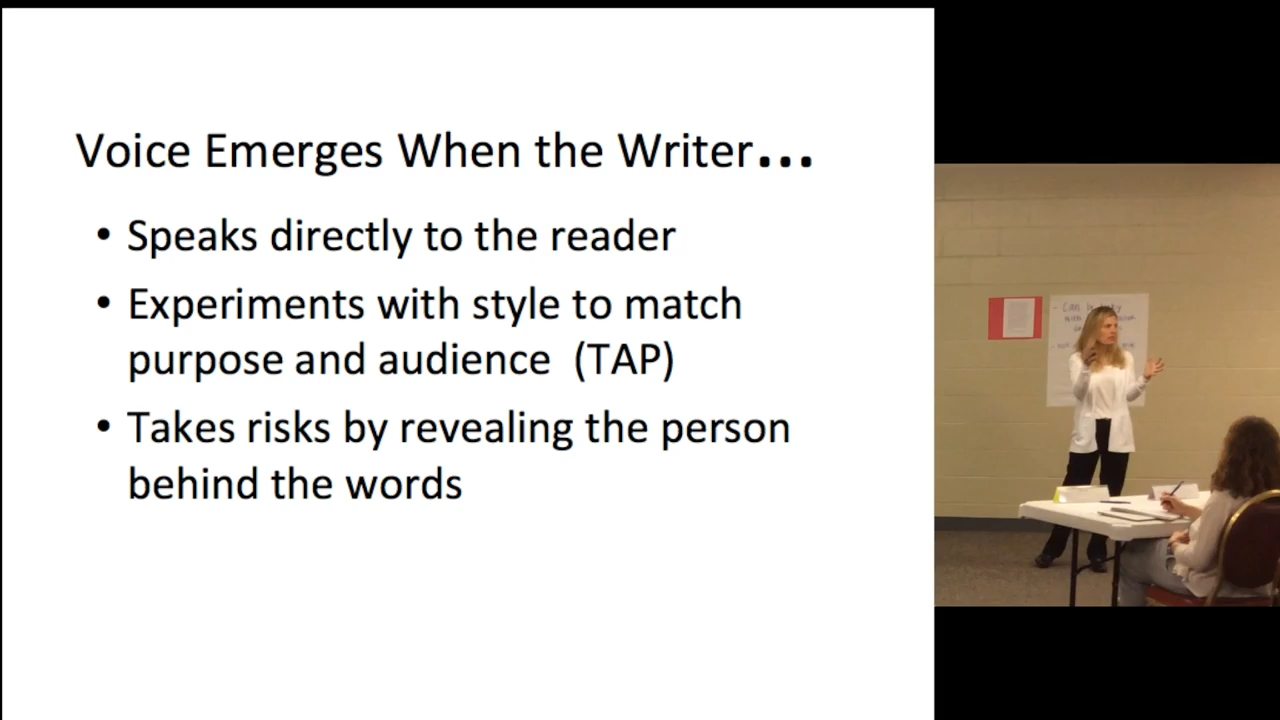 Voice Emerges When the Writer...
• Speaks directly to the reader
• Experiments with style to match
purpose and audience (TAP)
• Takes risks by revealing the person
behind the words
- Can